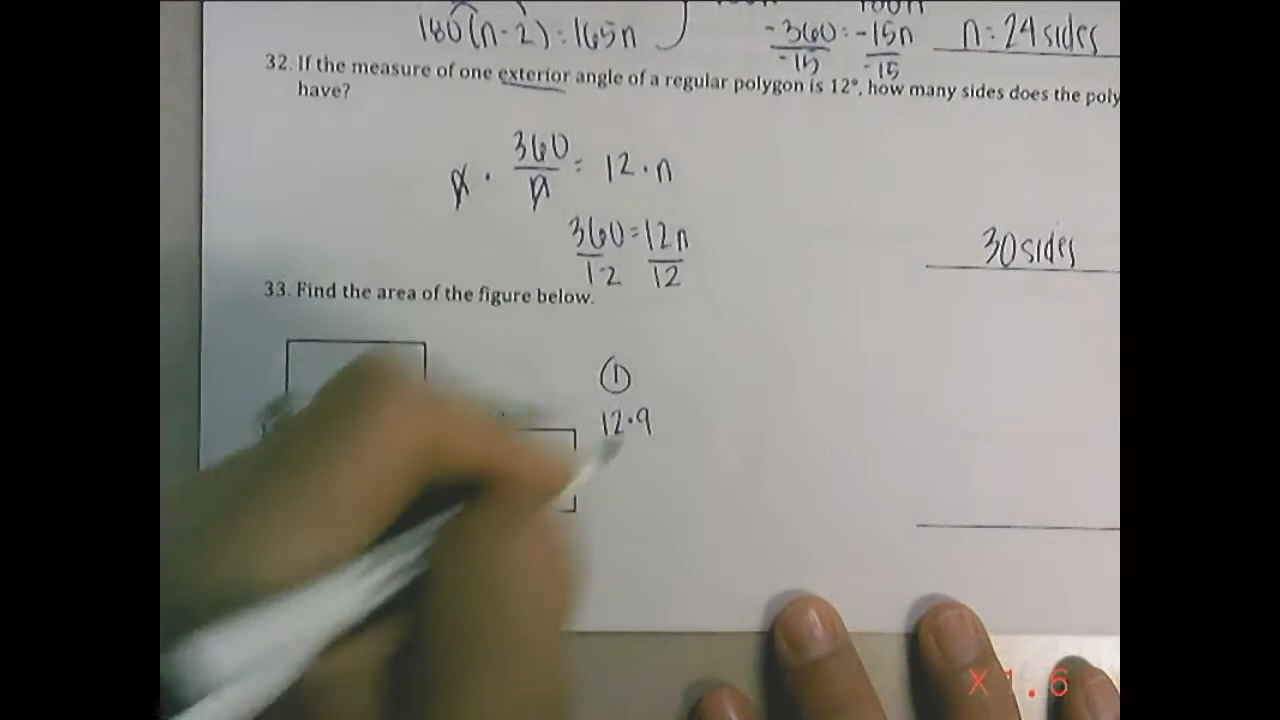 180(n-2)=165n
-360=-15n
-15 -15
n=24 sides
32. If the measure of one exterior angle of a regular polygon is 12°, how many sides does the poly
have?
n · 360/n = 12·n
360=12n
12 12
30 sides
33. Find the area of the figure below.
①
12·9
X1.6